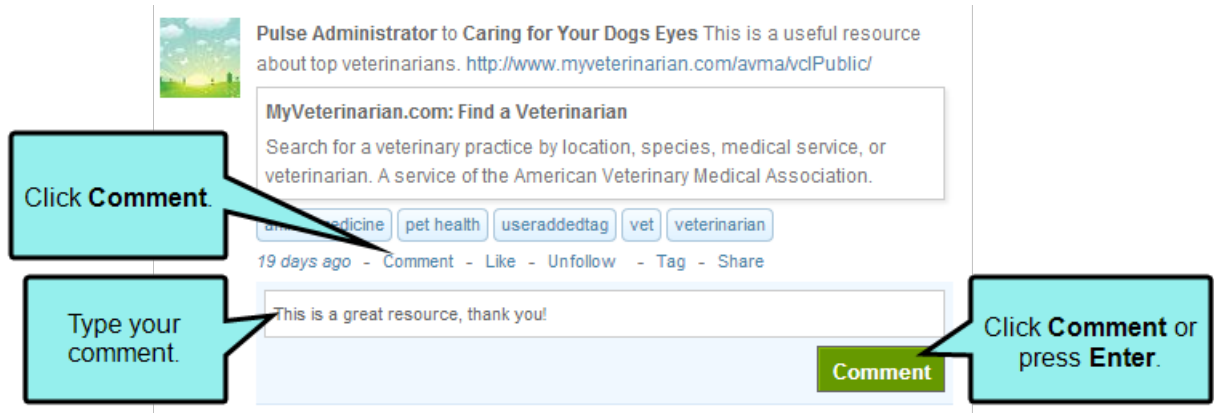 Pulse Administrator to Caring for Your Dogs Eyes This is a useful resource
about top veterinarians. http://www.myveterinarian.com/avma/vclPublic/
MyVeterinarian.com: Find a Veterinarian
Search for a veterinary practice by location, species, medical service, or
veterinarian. A service of the American Veterinary Medical Association.
Click Comment.
pet health useraddedtag vet veterinarian
19 days ago - Comment - Like - Unfollow - Tag - Share
This is a great resource, thank you!
Type your
comment.
Click Comment or
press Enter.
Comment